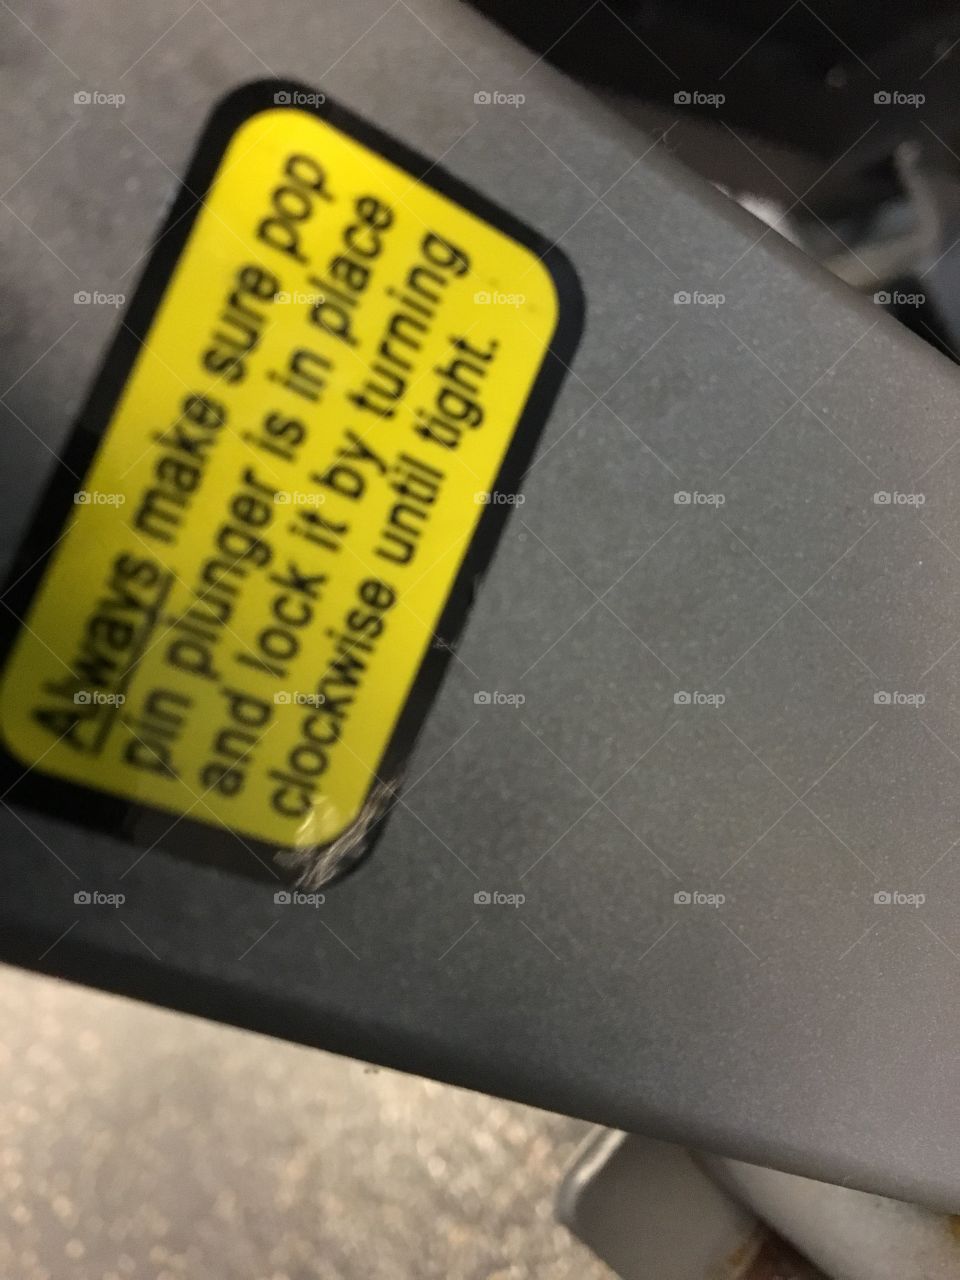 Always make sure pop
pin plunger is in place
and lock it by turning
clockwise until tight.